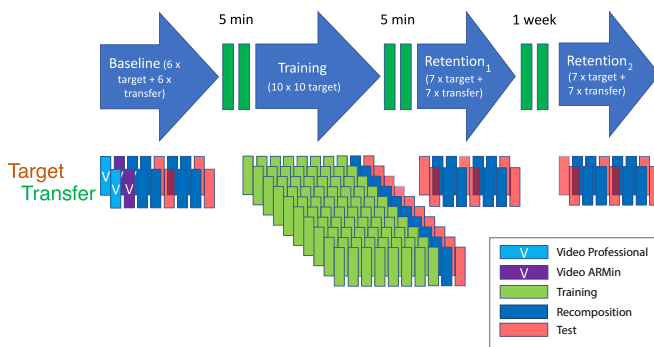 5 min
5 min
1 week
Baseline (6 x
target + 6 x
transfer)
Training
(10 x 10 target)
Retention1
(7 x target +
7 x transfer)
Retention2
(7 x target +
7 x transfer)
Target
Transfer
V
V
V
V
V Video Professional
V Video ARMin
Training
Recomposition
Test